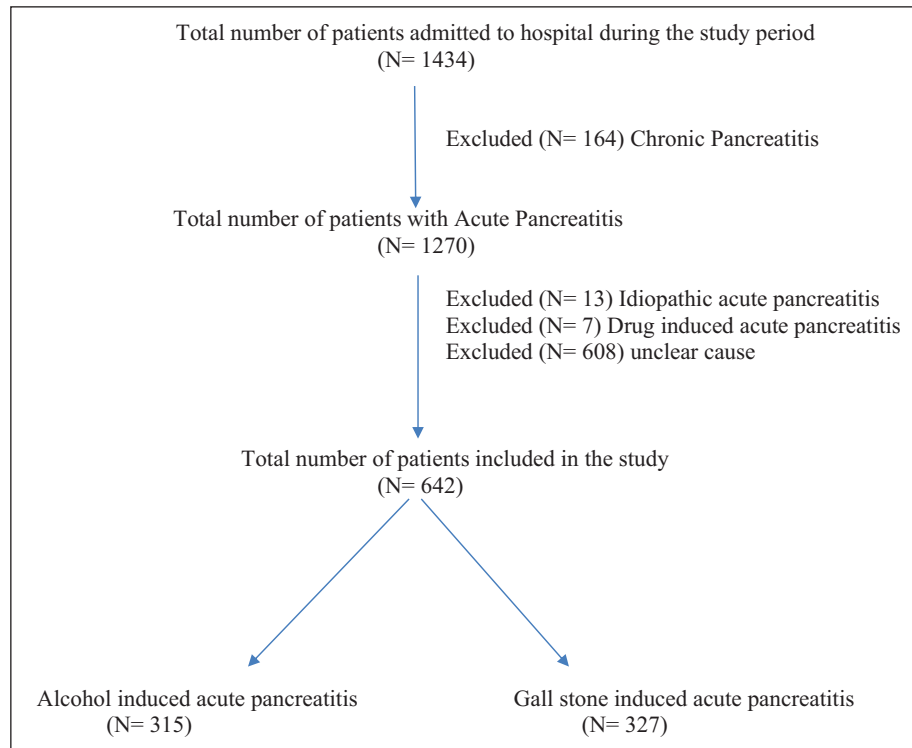 Total number of patients admitted to hospital during the study period
(N= 1434)
Excluded (N= 164) Chronic Pancreatitis
Total number of patients with Acute Pancreatitis
(N= 1270)
Excluded (N= 13) Idiopathic acute pancreatitis
Excluded (N= 7) Drug induced acute pancreatitis
Excluded (N= 608) unclear cause
Total number of patients included in the study
(N= 642)
Alcohol induced acute pancreatitis
(N= 315)
Gall stone induced acute pancreatitis
(N= 327)